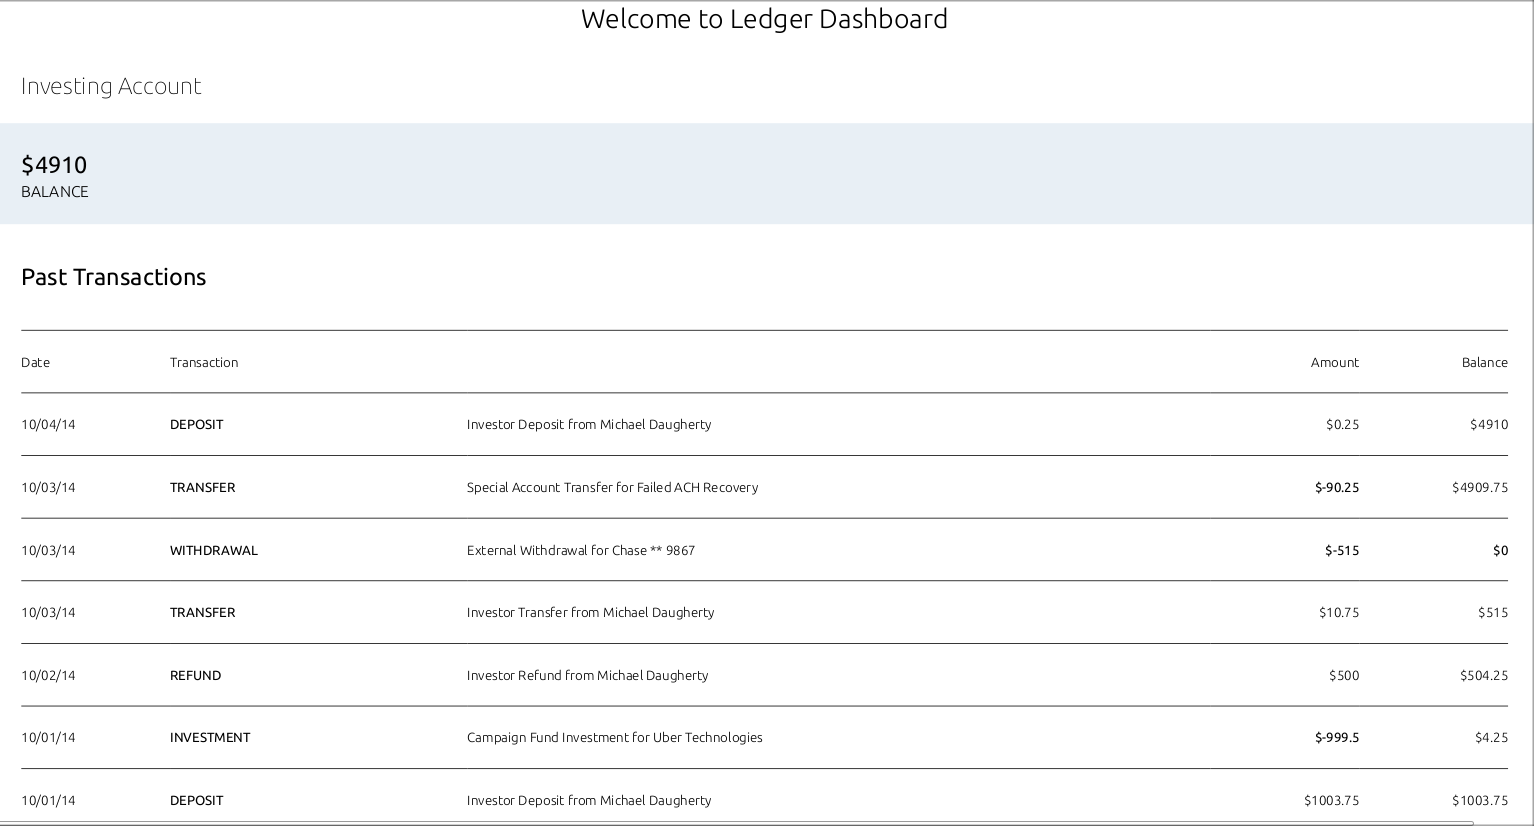 Welcome to Ledger Dashboard
Investing Account
$4910
BALANCE
Past Transactions
Date Transaction Amount Balance
10/04/14 DEPOSIT Investor Deposit from Michael Daugherty $0.25 $4910
10/03/14 TRANSFER Special Account Transfer for Failed ACH Recovery $-90.25 $4909.75
10/03/14 WITHDRAWAL External Withdrawal for Chase ** 9867 $-515 $0
10/03/14 TRANSFER Investor Transfer from Michael Daugherty $10.75 $515
10/02/14 REFUND Investor Refund from Michael Daugherty $500 $504.25
10/01/14 INVESTMENT Campaign Fund Investment for Uber Technologies $-999.5 $4.25
10/01/14 DEPOSIT Investor Deposit from Michael Daugherty $1003.75 $1003.75